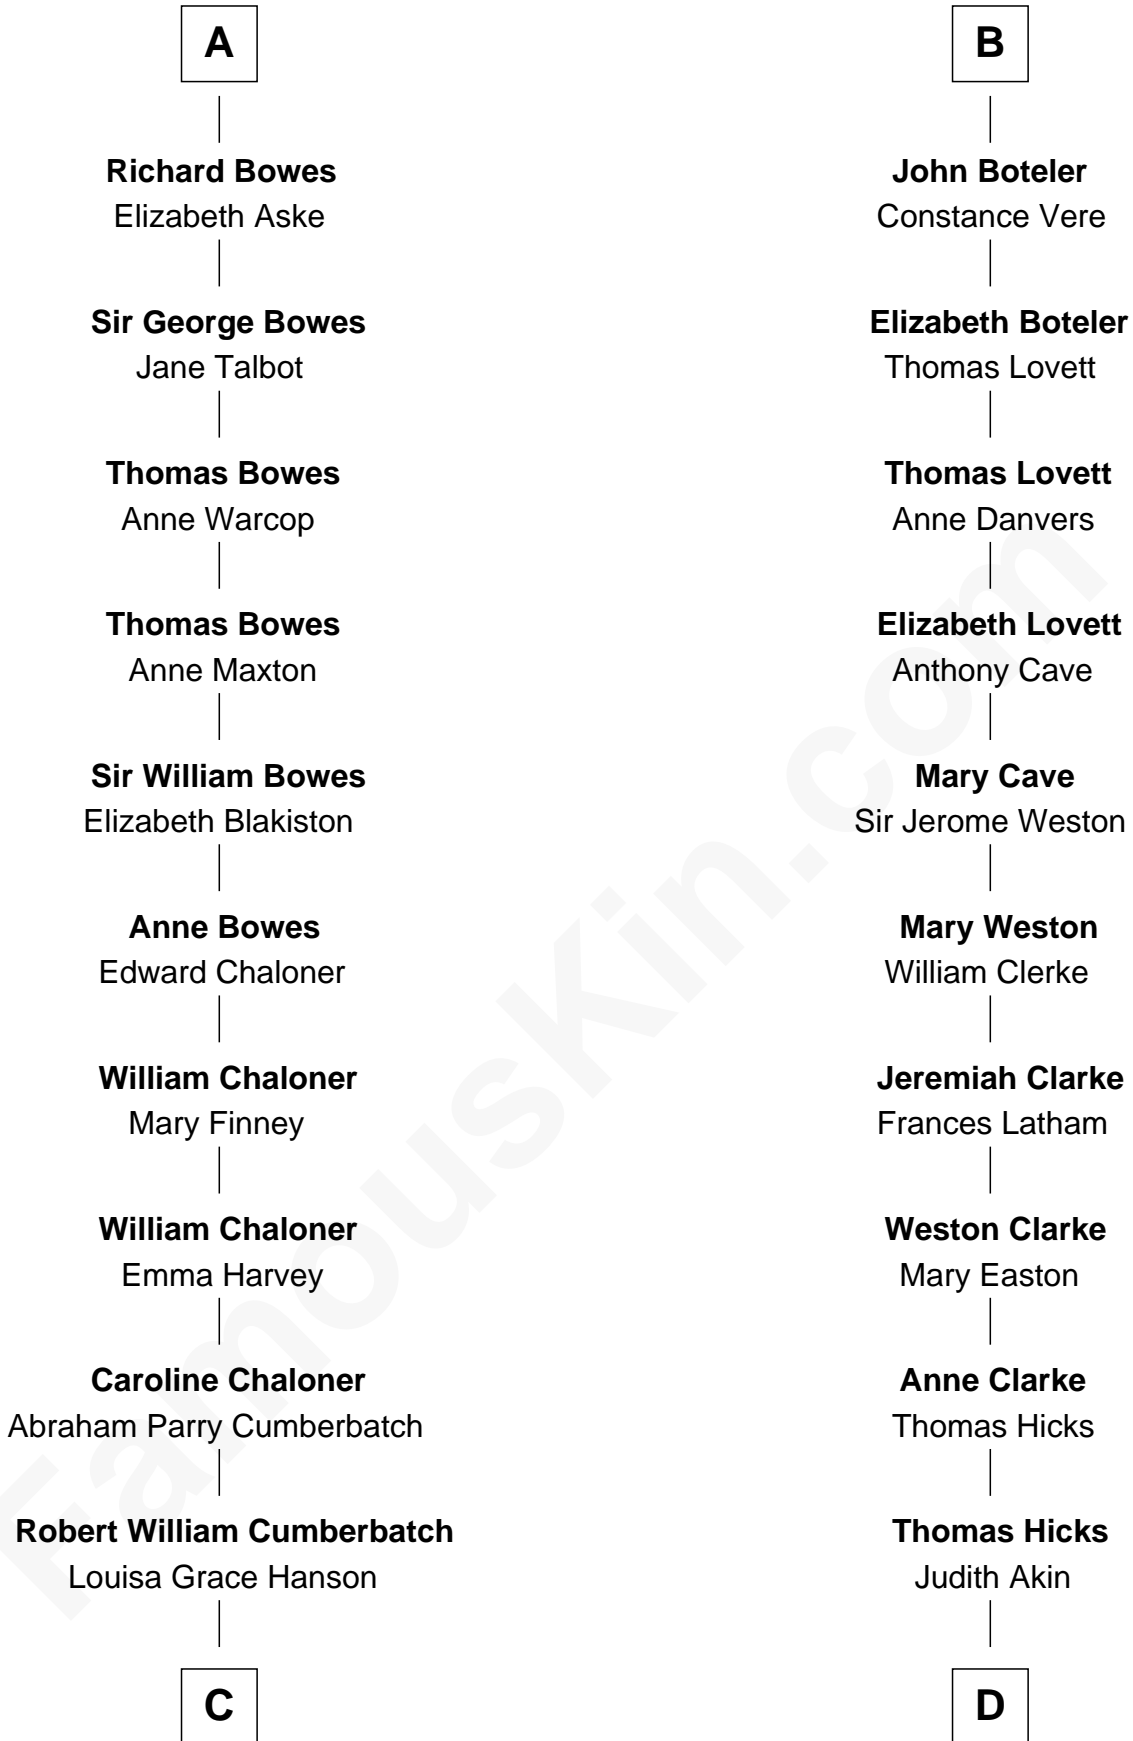 A
Richard Bowes
Elizabeth Aske
Sir George Bowes
Jane Talbot
Thomas Bowes
Anne Warcop
Thomas Bowes
Anne Maxton
Sir William Bowes
Elizabeth Blakiston
Anne Bowes
Edward Chaloner
William Chaloner
Mary Finney
William Chaloner
Emma Harvey
Caroline Chaloner
Abraham Parry Cumberbatch
Robert William Cumberbatch
Louisa Grace Hanson
C
B
John Boteler
Constance Vere
Elizabeth Boteler
Thomas Lovett
Thomas Lovett
Anne Danvers
Elizabeth Lovett
Anthony Cave
Mary Cave
Sir Jerome Weston
Mary Weston
William Clerke
Jeremiah Clarke
Frances Latham
Weston Clarke
Mary Easton
Anne Clarke
Thomas Hicks
Thomas Hicks
Judith Akin
D
FamousKin.com